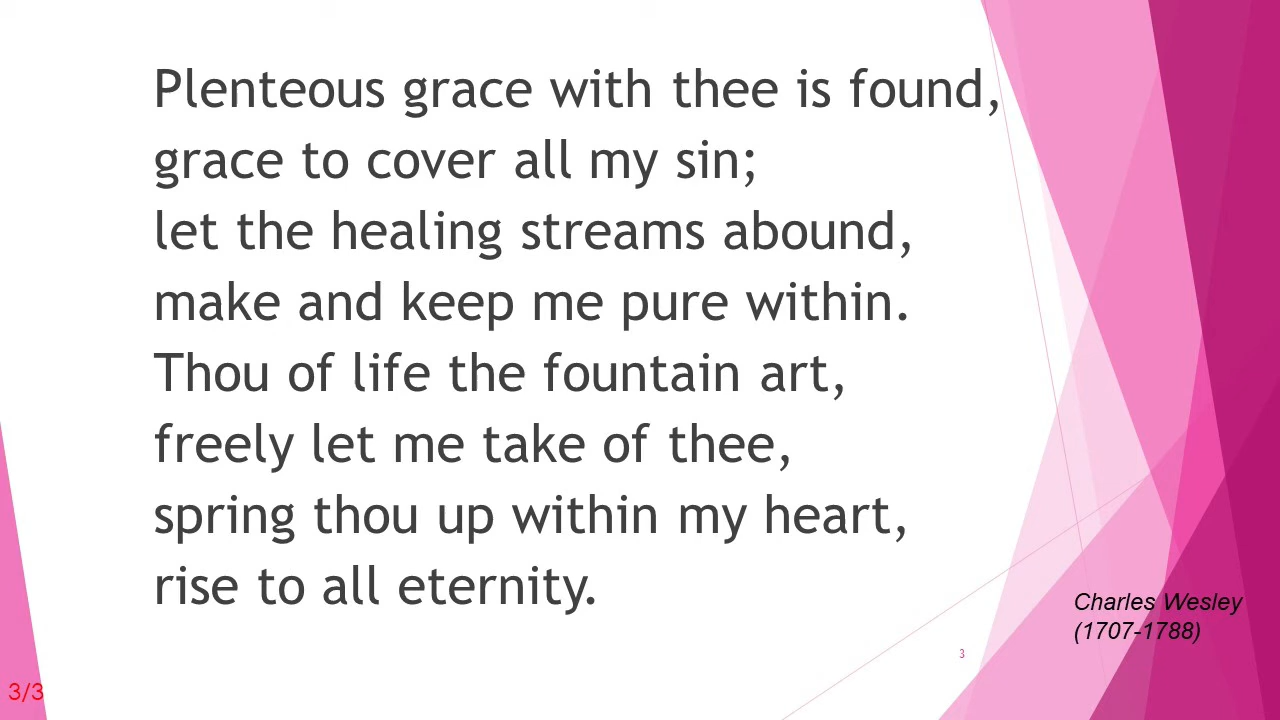 Plenteous grace with thee is found,
grace to cover all my sin;
let the healing streams abound,
make and keep me pure within.
Thou of life the fountain art,
freely let me take of thee,
spring thou up within my heart,
rise to all eternity.
Charles Wesley
(1707-1788)
3
3/3